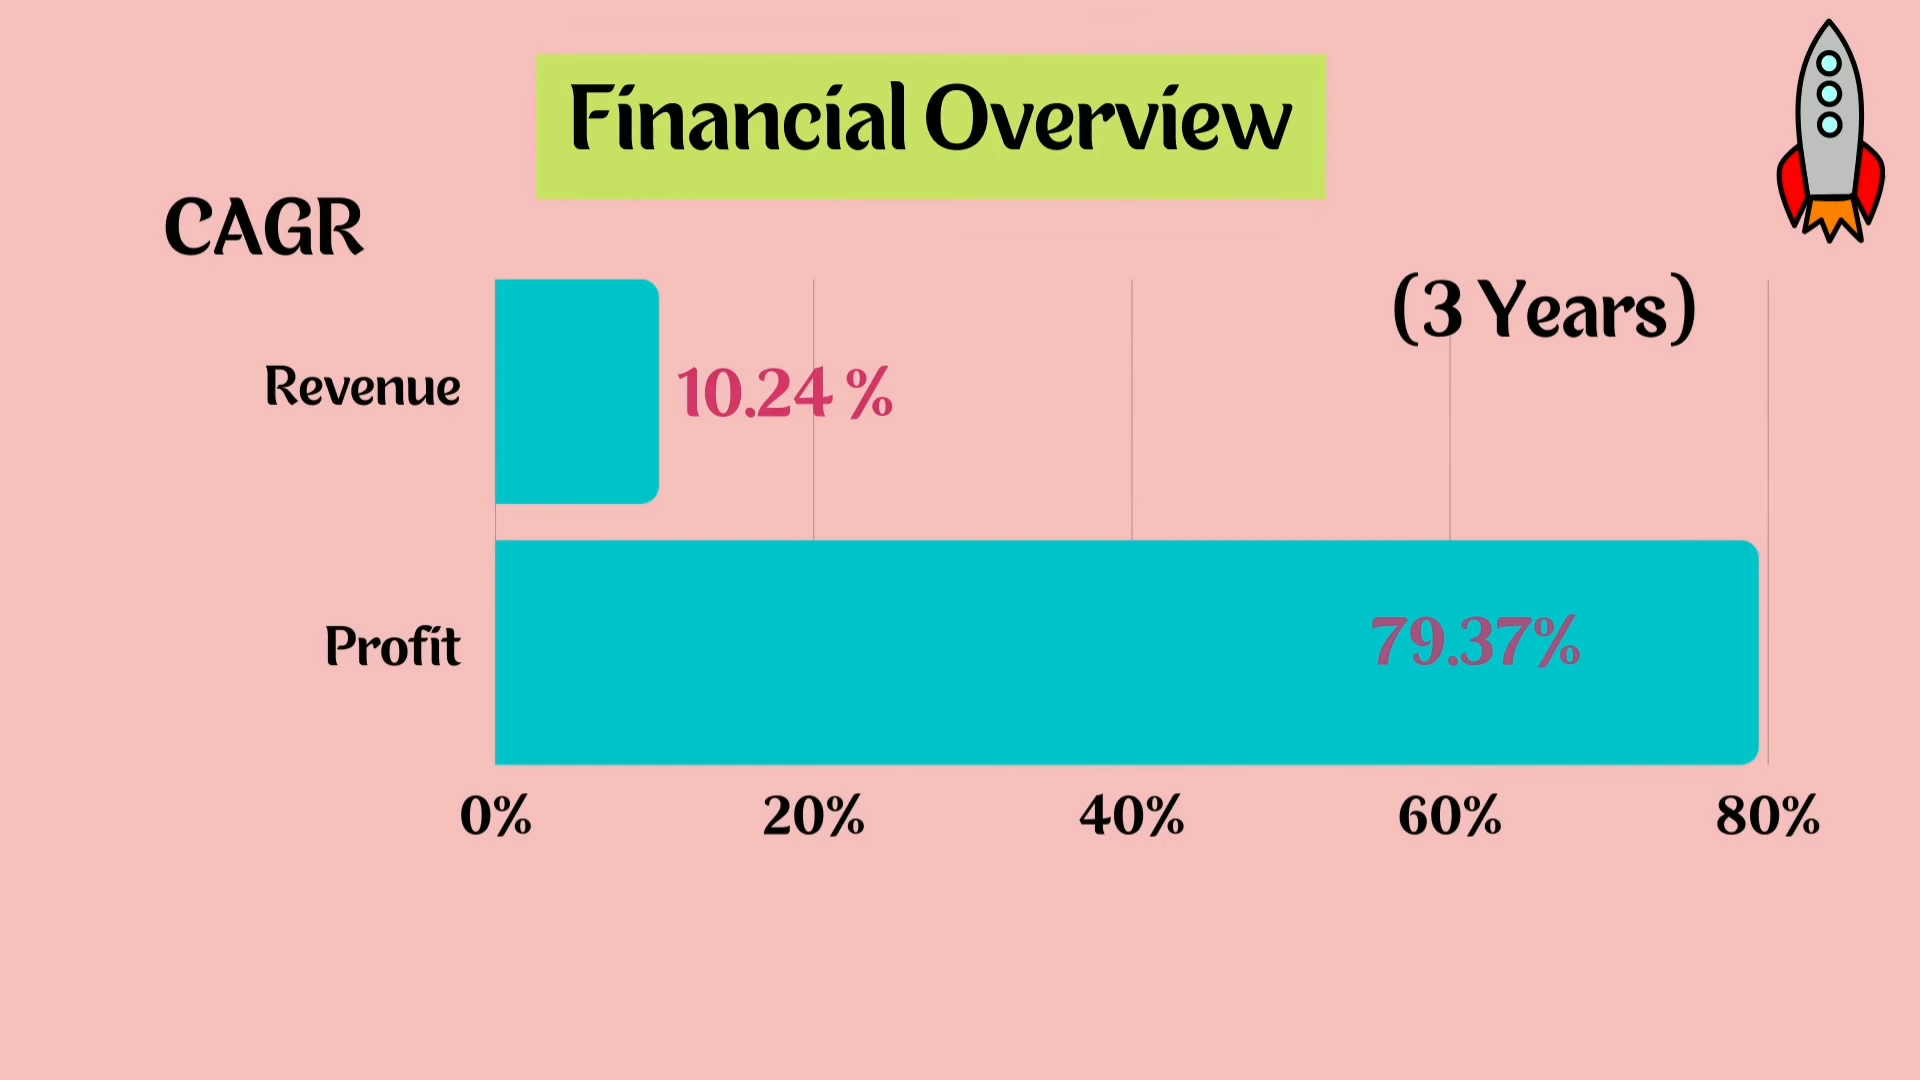 Financial Overview
CAGR
(3 Years)
Revenue
10.24 %
Profit
79.37%
0%
20%
40%
60%
80%